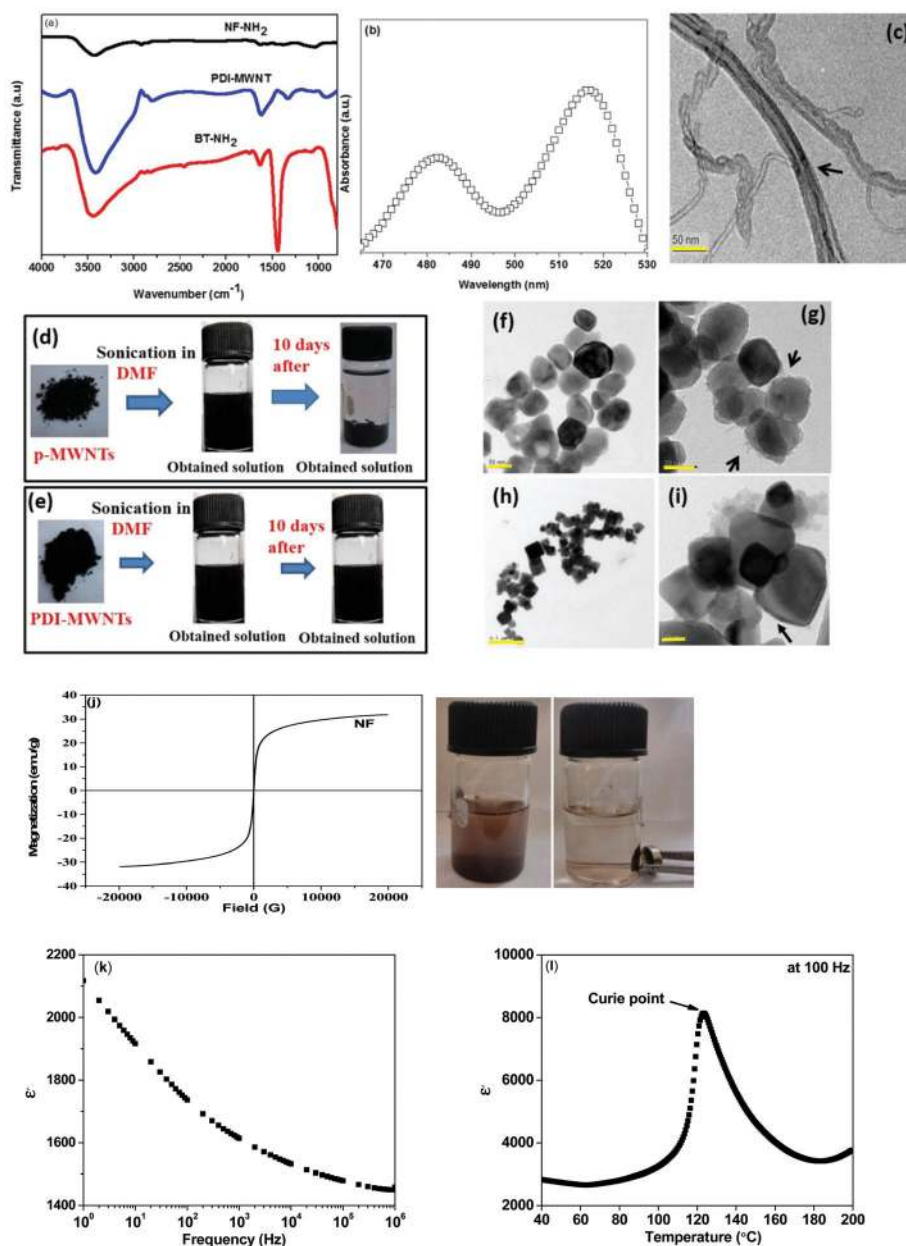 (a)
NF-NH2
PDI-MWNT
BT-NH2
Transmittance (a.u)
4000 3500 3000 2500 2000 1500 1000
Wavenumber (cm-1)
(b)
Absorbance (a.u.)
470 480 490 500 510 520 530
Wavelength (nm)
(c)
50 nm
(d)
Sonication in
DMF
10 days
after
p-MWNTs
Obtained solution
Obtained solution
(e)
Sonication in
DMF
10 days
after
PDI-MWNTs
Obtained solution
Obtained solution
(f)
(g)
(h)
(i)
(j)
NF
Magnetization (emu/g)
40
30
20
10
0
-10
-20
-30
-40
-20000 -10000 0 10000 20000
Field (G)
(k)
ε'
2200
2000
1800
1600
1400
10^0 10^1 10^2 10^3 10^4 10^5 10^6
Frequency (Hz)
(l)
at 100 Hz
Curie point
ε'
10000
8000
6000
4000
2000
40 60 80 100 120 140 160 180 200
Temperature (°C)